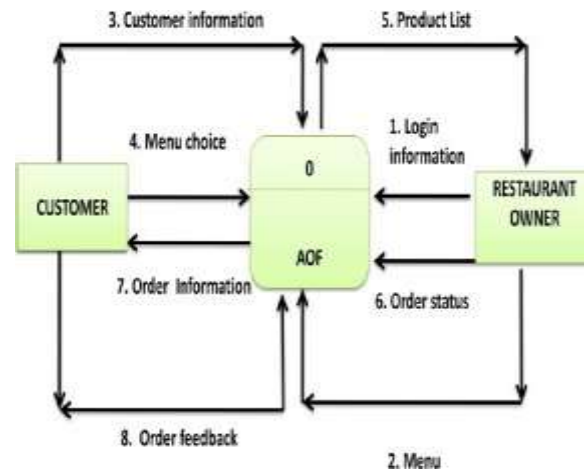 3. Customer information
5. Product List
4. Menu choice
1. Login
information
0
CUSTOMER
RESTAURANT
OWNER
AOF
7. Order Information
6. Order status
8. Order feedback
2. Menu